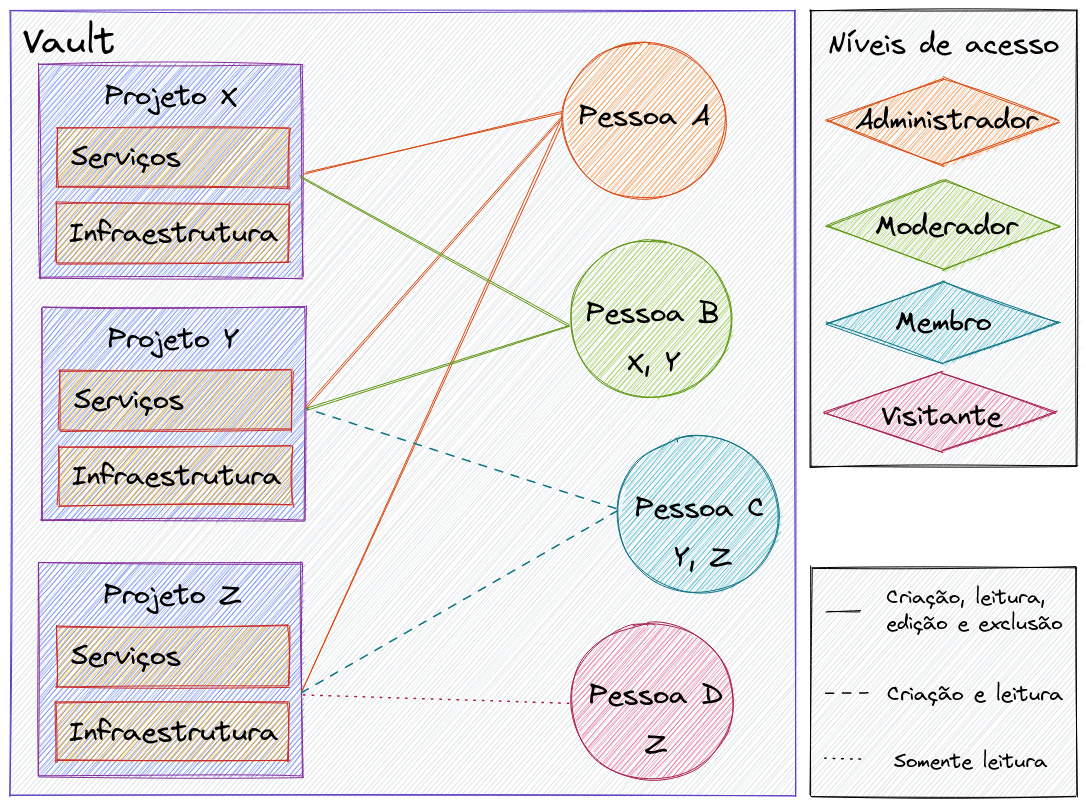 Vault
Projeto X
Serviços
Infraestrutura
Projeto Y
Serviços
Infraestrutura
Projeto Z
Serviços
Infraestrutura
Pessoa A
Pessoa B
X, Y
Pessoa C
Y, Z
Pessoa D
Z
Níveis de acesso
Administrador
Moderador
Membro
Visitante
Criação, leitura,
edição e exclusão
Criação e leitura
Somente leitura